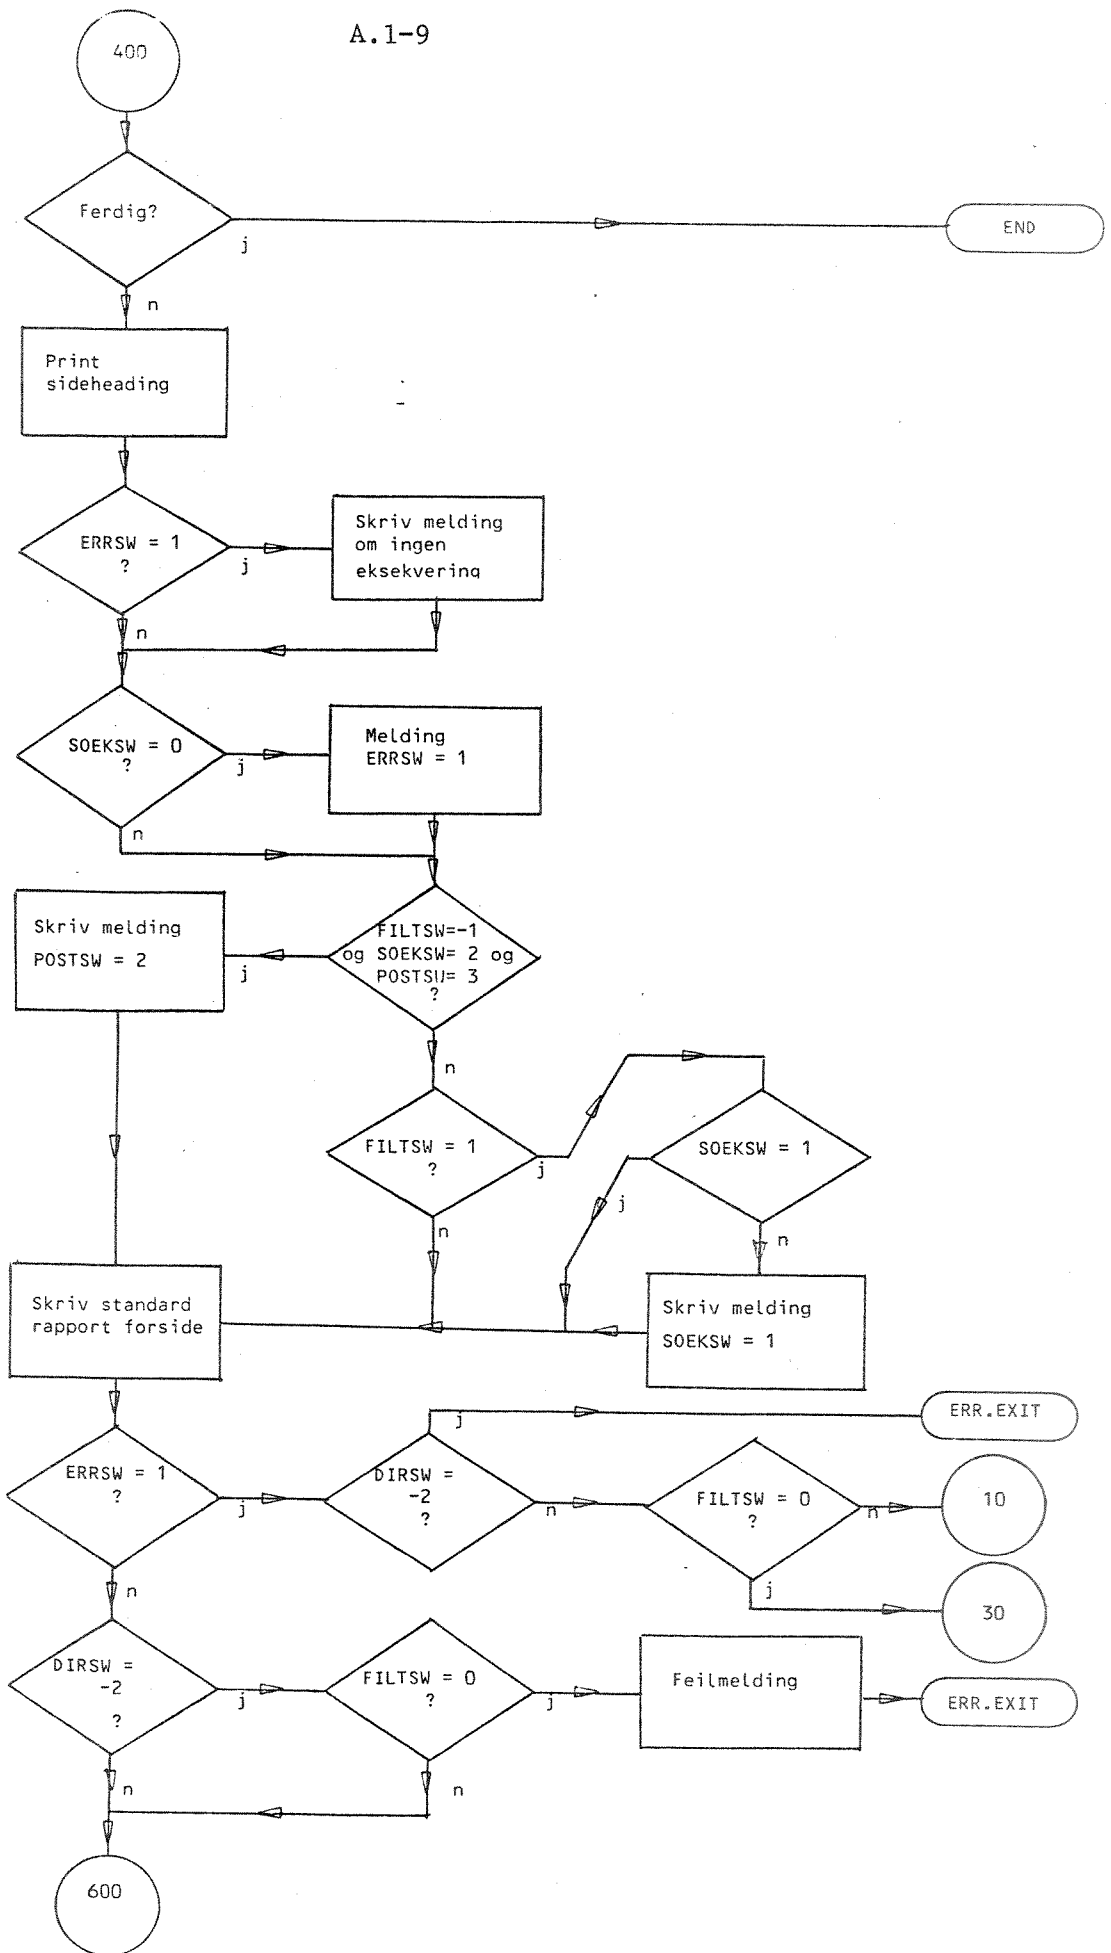 A.1-9
400
Ferdig?
j
END
n
Print
sideheading
ERRSW = 1
?
j
Skriv melding
om ingen
eksekvering
n
SOEKSW = 0
?
j
Melding
ERRSW = 1
n
Skriv melding
POSTSW = 2
j
FILTSW=-1
og SOEKSW= 2 og
POSTSW= 3
?
n
FILTSW = 1
?
j
SOEKSW = 1
j
n
n
Skriv standard
rapport forside
Skriv melding
SOEKSW = 1
j
ERR.EXIT
ERRSW = 1
?
j
DIRSW =
-2
?
n
FILTSW = 0
?
n
10
j
30
n
DIRSW =
-2
?
j
FILTSW = 0
?
j
Feilmelding
ERR.EXIT
n
n
600